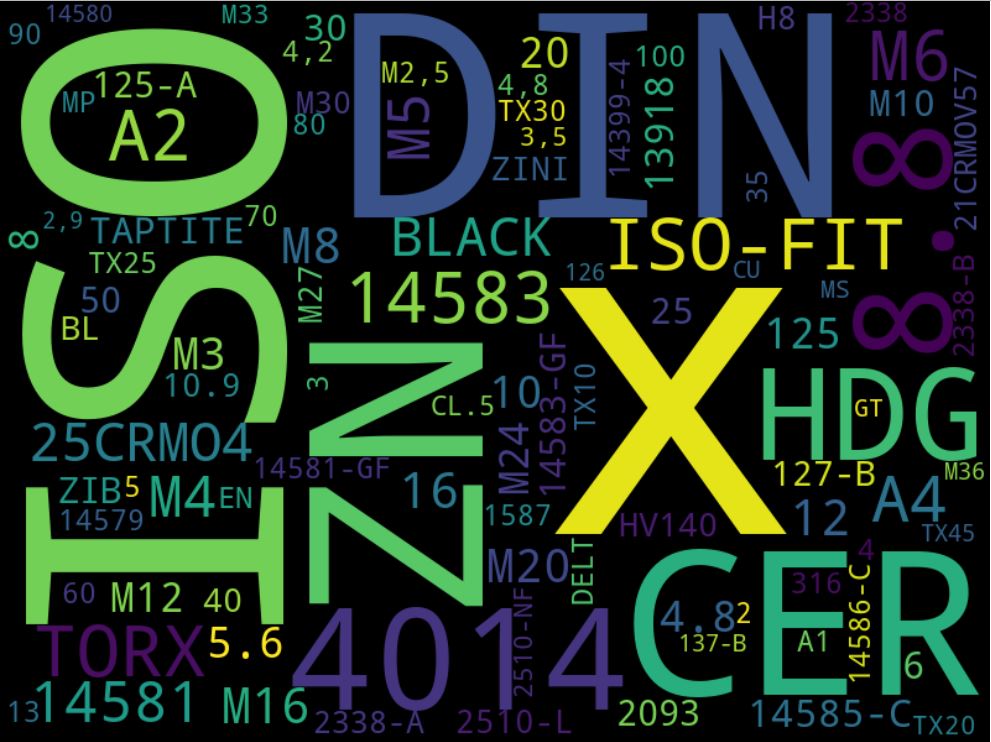 14580
M33
H8
2338
90
30
DIN
20
M6
4,2
M2,5
100
125-A
MP
A2
ISO
M30
80
M5
4,8
TX30
3,5
ZINI
14399-4
13918
35
M10
8.8
21CRMOV57
∞
2,9
TAPTITE
70
M8
BLACK
ISO-FIT
TX25
126
CU
MS
2338-B
50
M27
14583
25
125
BL
M3
10.9
3
ZN
CL.5
10
14583-GF
TX10
X
HDG
GT
25CRMO4
14581-GF
M24
127-B
M36
ZIB
5
M4
EN
16
1587
HV140
12
A4
TX45
14579
60
M12
40
M20
DELT
CER
4
316
14586-C
TORX
5.6
4014
2510-NF
4.8
2
137-B
A1
6
13
14581
M16
2338-A
2510-L
2093
14585-C
TX20